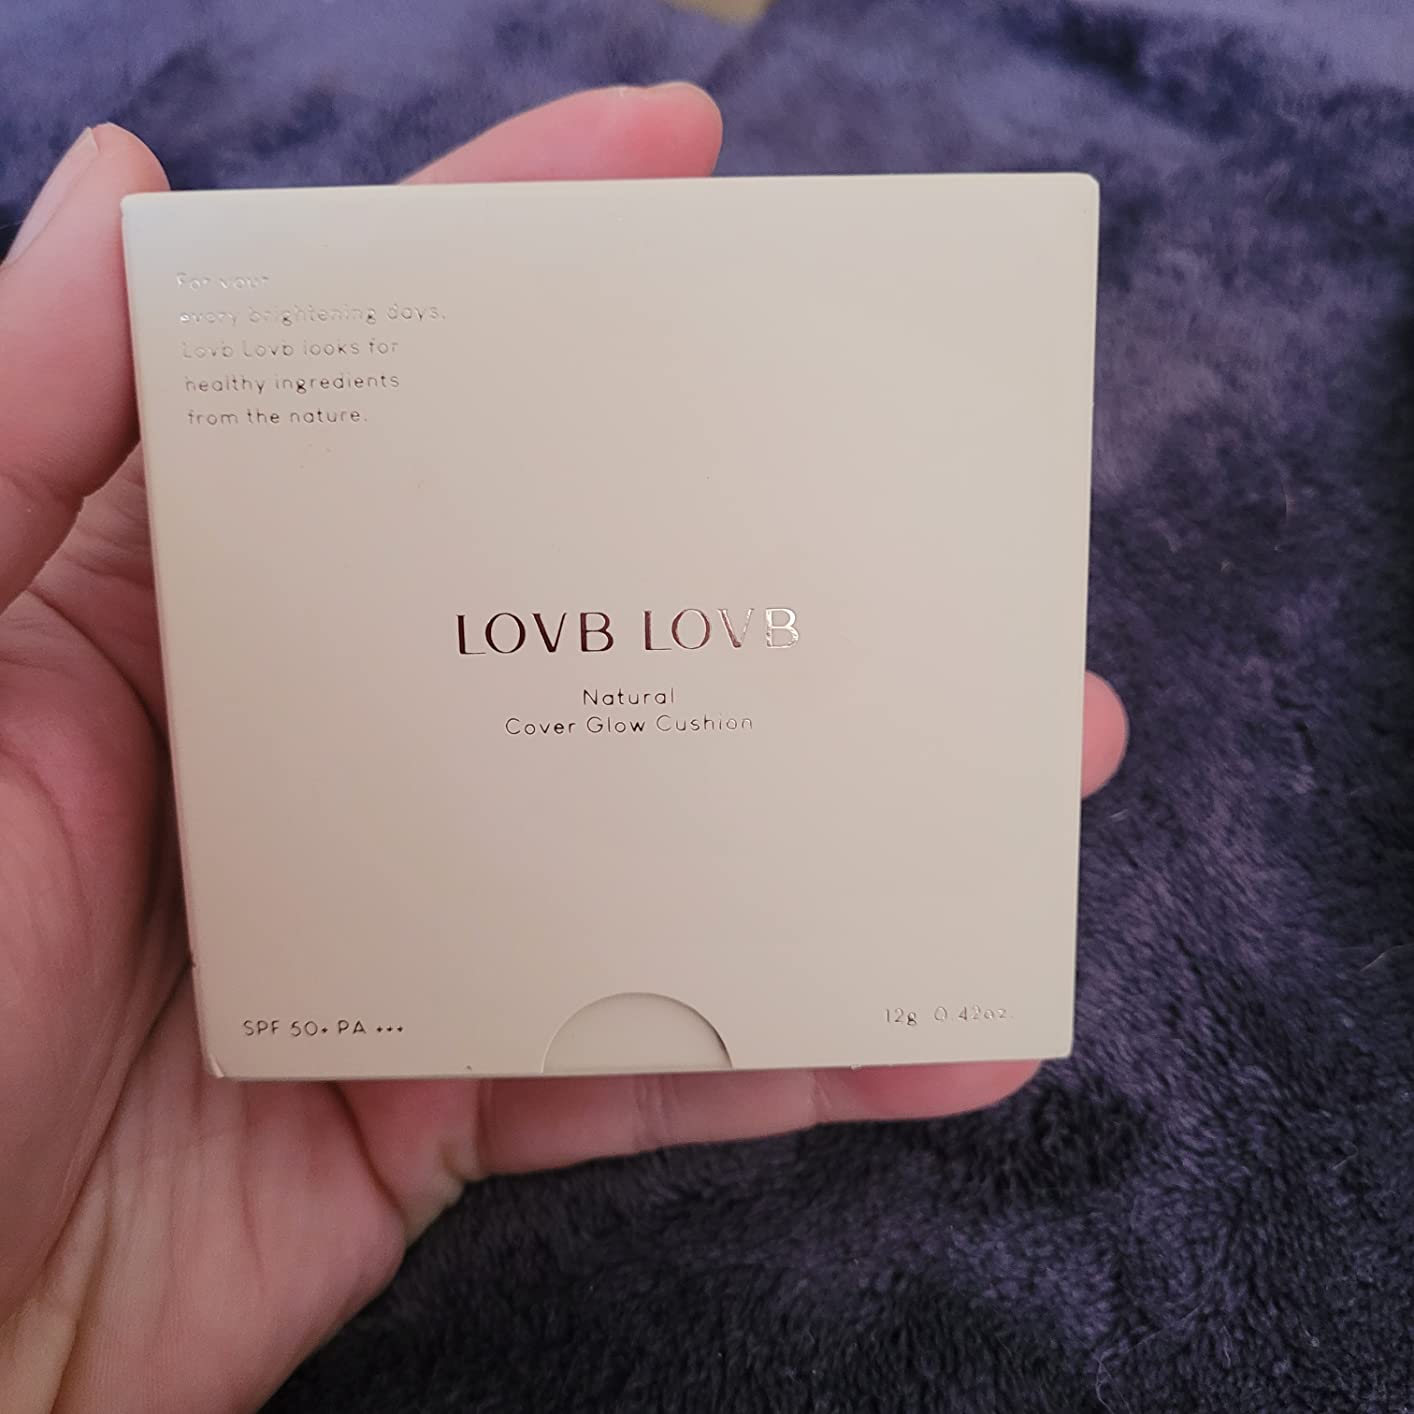 For your
every brightening days,
Lovb Lovb looks for
healthy ingredients
from the nature.
LOVB LOVB
Natural
Cover Glow Cushion
SPF 50+ PA +++
12g 0.42oz.